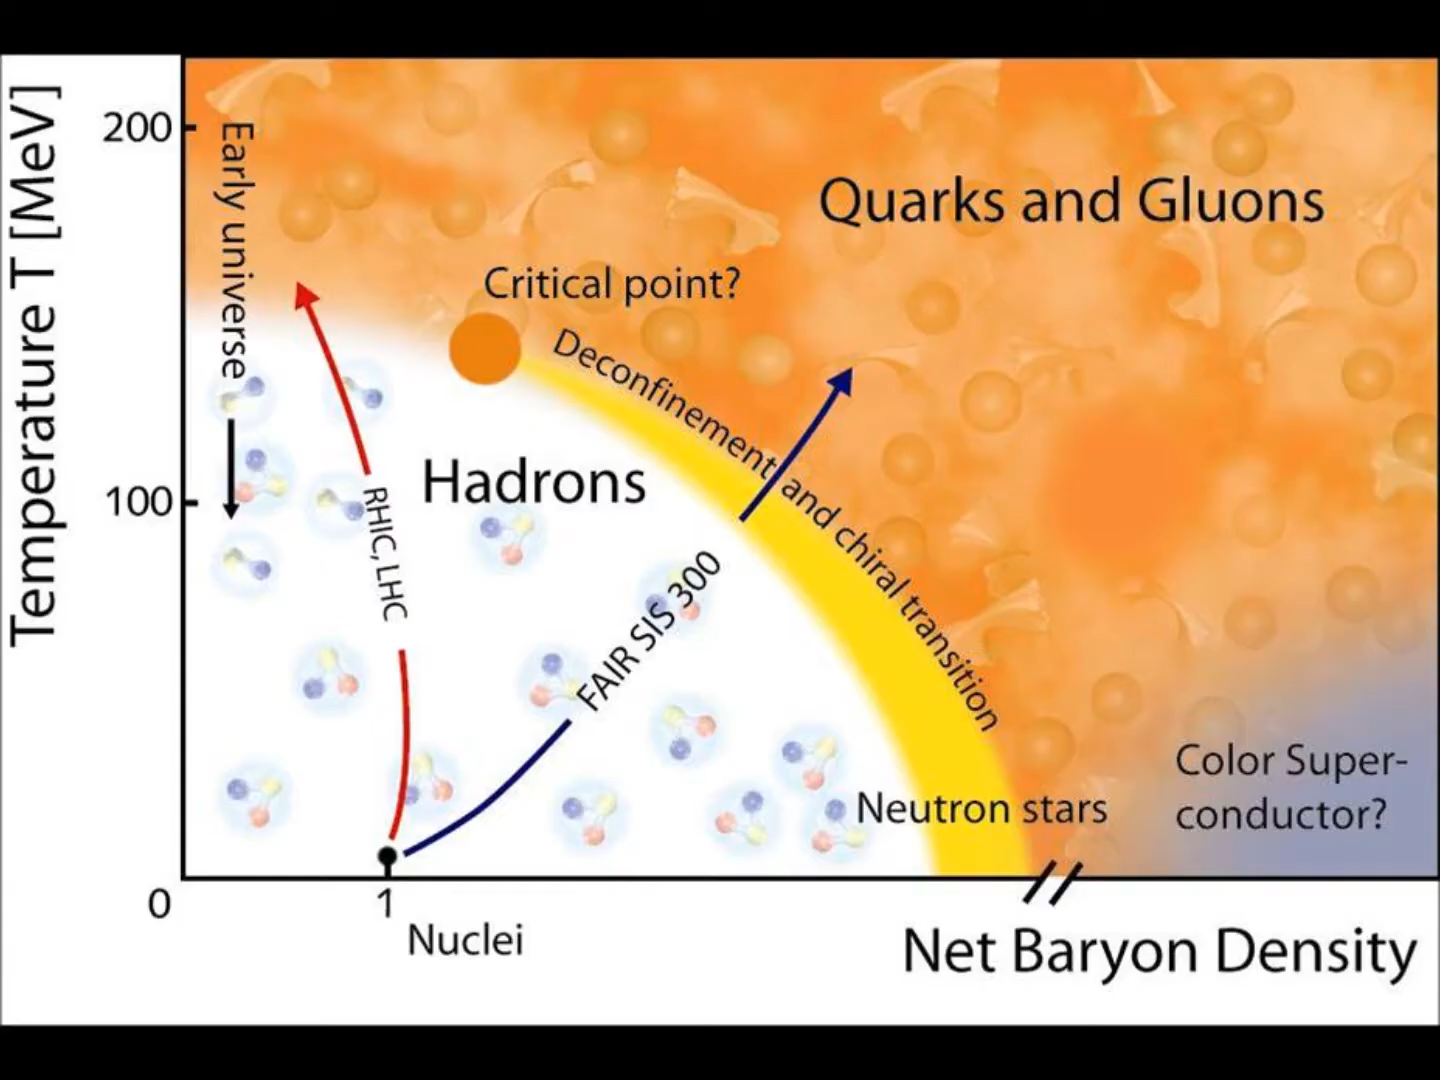 Temperature T [MeV]
200
100
0
1
Early universe
Quarks and Gluons
Critical point?
Deconfinement and chiral transition
Hadrons
RHIC, LHC
FAIR SIS 300
Neutron stars
Color Super-
conductor?
Nuclei
Net Baryon Density